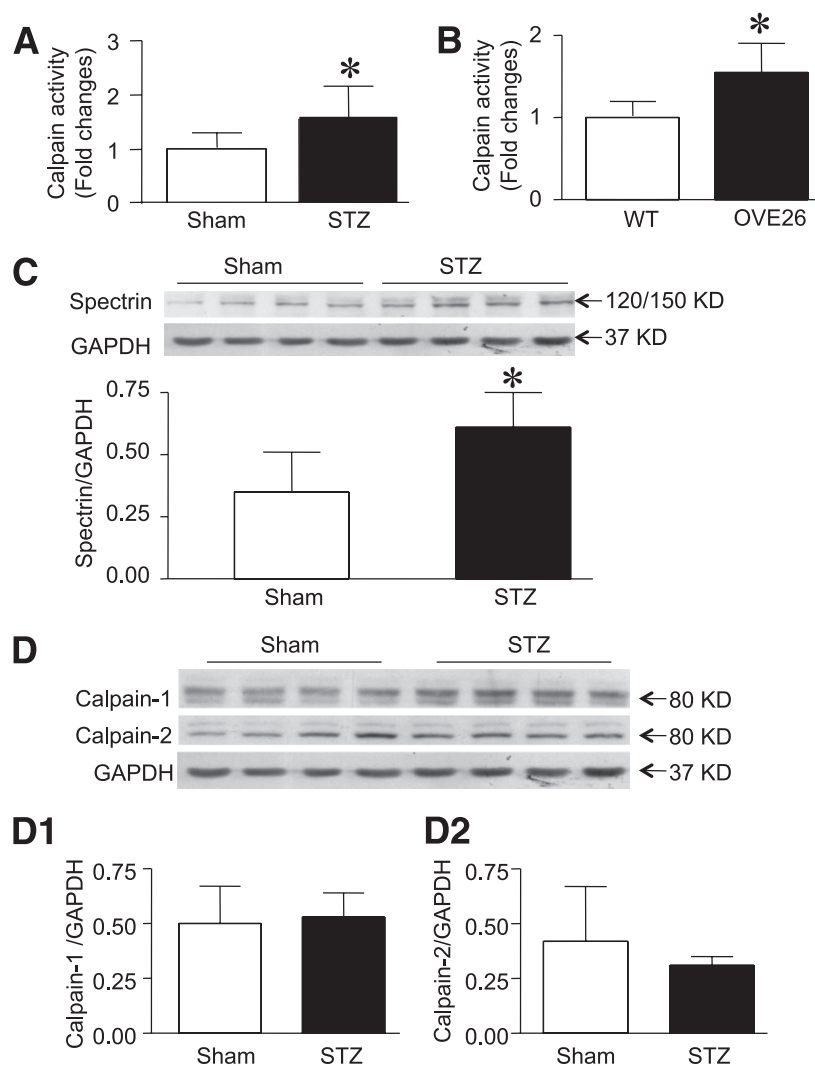 A
Calpain activity
(Fold changes)
3
2
1
0
*
Sham
STZ
B
Calpain activity
(Fold changes)
2
1
0
*
WT
OVE26
C
Sham
STZ
Spectrin
120/150 KD
GAPDH
37 KD
Spectrin/GAPDH
0.75
0.50
0.25
0.00
*
Sham
STZ
D
Sham
STZ
Calpain-1
80 KD
Calpain-2
80 KD
GAPDH
37 KD
D1
Calpain-1 /GAPDH
0.75
0.50
0.25
0.00
Sham
STZ
D2
Calpain-2/GAPDH
0.75
0.50
0.25
0.00
Sham
STZ